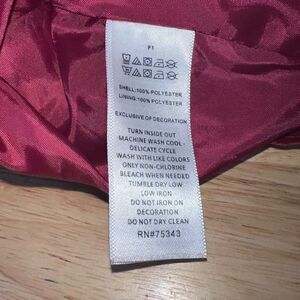 P1
SHELL:100% POLYESTER
LINING:100% POLYESTER
EXCLUSIVE OF DECORATION
TURN INSIDE OUT
MACHINE WASH COOL -
DELICATE CYCLE
WASH WITH LIKE COLORS
ONLY NON-CHLORINE
BLEACH WHEN NEEDED
TUMBLE DRY LOW
LOW IRON
DO NOT IRON ON
DECORATION
DO NOT DRY CLEAN
RN#75343